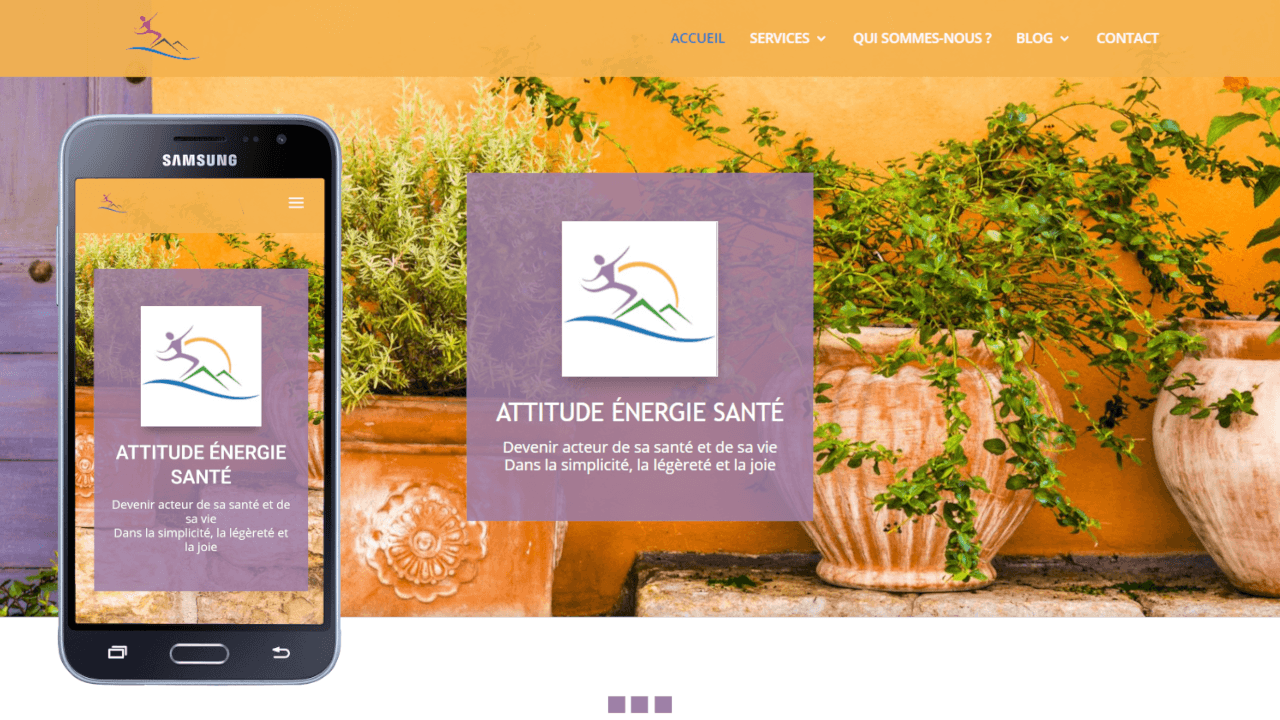 ACCUEIL SERVICES QUI SOMMES-NOUS ? BLOG CONTACT
SAMSUNG
ATTITUDE ÉNERGIE
SANTÉ
Devenir acteur de sa santé et de
sa vie
Dans la simplicité, la légèreté et
la joie
ATTITUDE ÉNERGIE SANTÉ
Devenir acteur de sa santé et de sa vie
Dans la simplicité, la légèreté et la joie